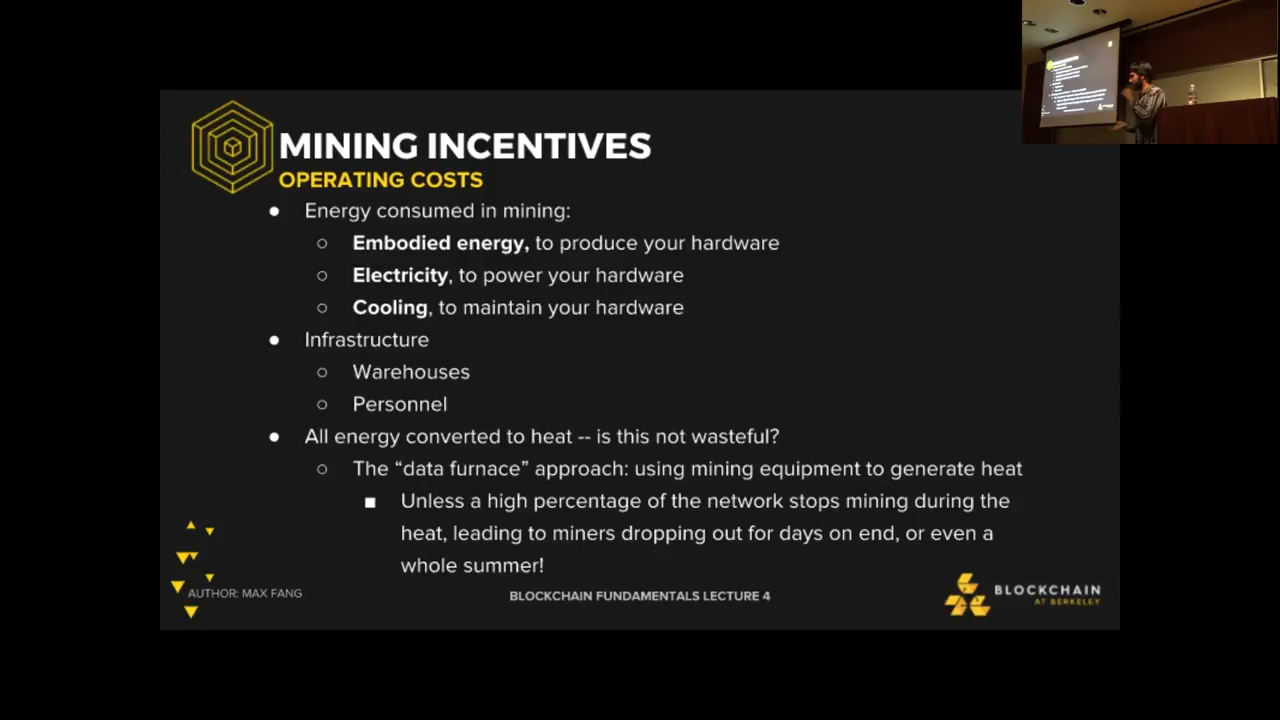 MINING INCENTIVES
OPERATING COSTS
● Energy consumed in mining:
○ Embodied energy, to produce your hardware
○ Electricity, to power your hardware
○ Cooling, to maintain your hardware
● Infrastructure
○ Warehouses
○ Personnel
● All energy converted to heat -- is this not wasteful?
○ The “data furnace” approach: using mining equipment to generate heat
■ Unless a high percentage of the network stops mining during the
heat, leading to miners dropping out for days on end, or even a
whole summer!
AUTHOR: MAX FANG
BLOCKCHAIN FUNDAMENTALS LECTURE 4
BLOCKCHAIN
AT BERKELEY